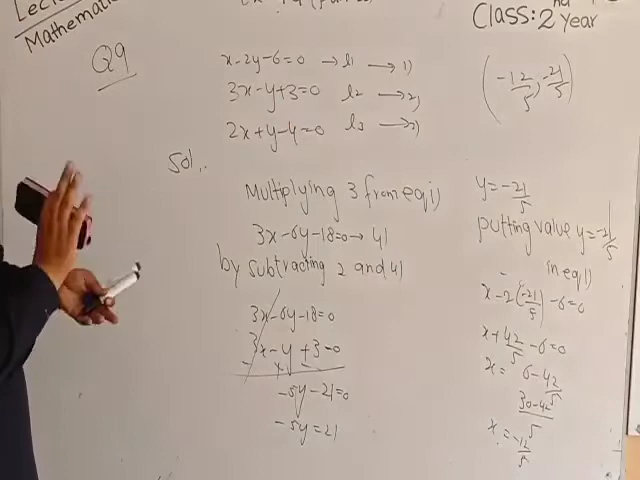 Mathemati
Class: 2nd Year
Q9
x-2y-6=0 → l1 → 1)
3x-y+3=0 l2 → 2)
2x+y-4=0 l3 → 3)
(-12/5, -21/5)
Sol..
Multiplying 3 from eq 1)
3x-6y-18=0 → 4)
by subtracting 2 and 4)
3x-6y-18=0
3x-y+3=0
-5y-21=0
-5y=21
y=-21/5
putting value y=-21/5
in eq 1)
x-2(-21/5)-6=0
x+42/5-6=0
x=6-42/5
30-42/5
x=-12/5